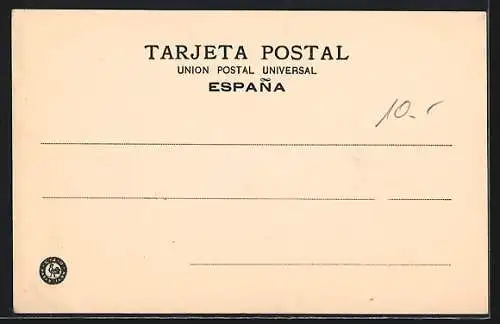 TARJETA POSTAL
UNION POSTAL UNIVERSAL
ESPAÑA
10.-